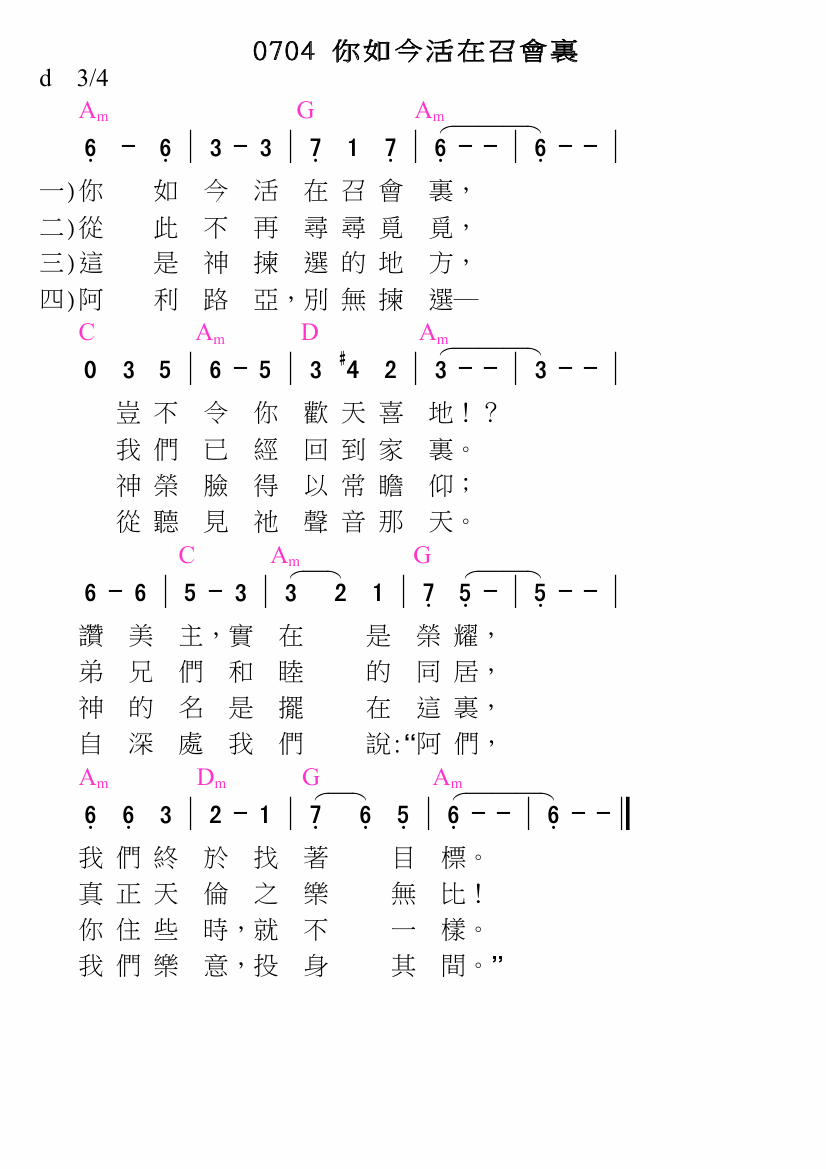 0704 你如今活在召會裏
d 3/4
Am G Am
6 - 6 | 3 - 3 | 7 1 7 | 6 - - | 6 - - |
一)你 如 今 活 在 召 會 裏，
二)從 此 不 再 尋 尋 覓 覓，
三)這 是 神 揀 選 的 地 方，
四)阿 利 路 亞，別 無 揀 選—
C Am D Am
0 3 5 | 6 - 5 | 3 #4 2 | 3 - - | 3 - - |
豈 不 令 你 歡 天 喜 地！？
我 們 已 經 回 到 家 裏。
神 榮 臉 得 以 常 瞻 仰；
從 聽 見 祂 聲 音 那 天。
C Am G
6 - 6 | 5 - 3 | 3 2 1 | 7 5 - | 5 - - |
讚 美 主，實 在 是 榮 耀，
弟 兄 們 和 睦 的 同 居，
神 的 名 是 擺 在 這 裏，
自 深 處 我 們 說:“阿 們，
Am Dm G Am
6 6 3 | 2 - 1 | 7 6 5 | 6 - - | 6 - - ‖
我 們 終 於 找 著 目 標。
真 正 天 倫 之 樂 無 比！
你 住 些 時，就 不 一 樣。
我 們 樂 意，投 身 其 間。”